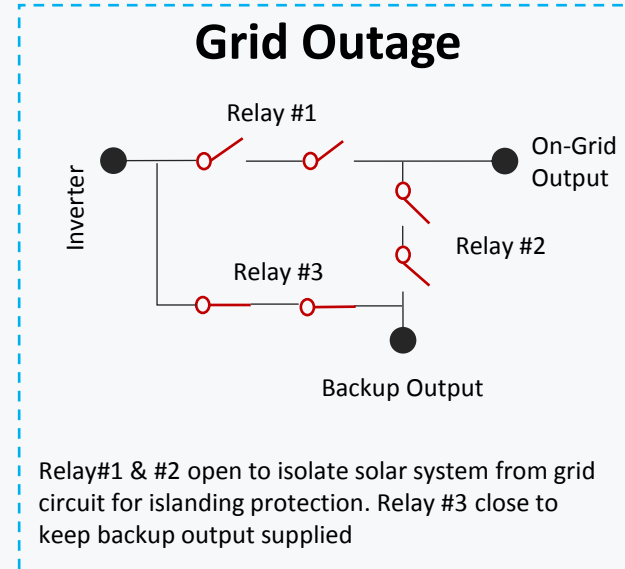 Grid Outage
Relay #1
On-Grid
Output
Inverter
Relay #2
Relay #3
Backup Output
Relay#1 & #2 open to isolate solar system from grid
circuit for islanding protection. Relay #3 close to
keep backup output supplied